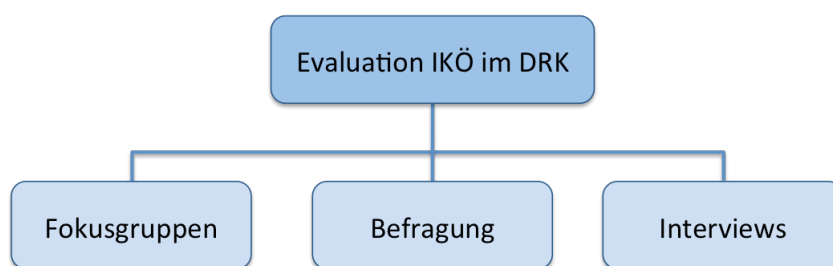 Evaluation IKÖ im DRK
Fokusgruppen
Befragung
Interviews